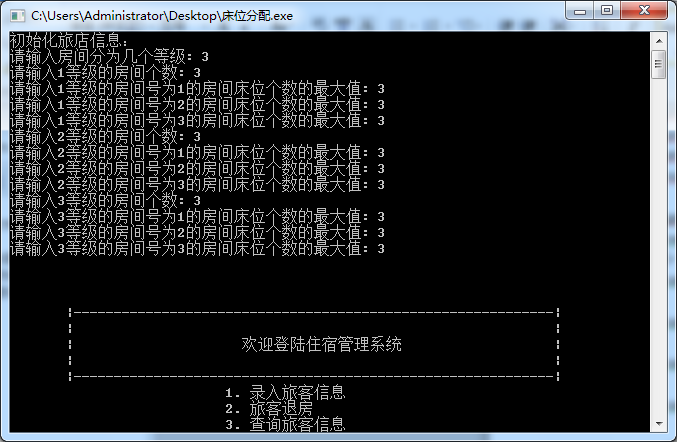 C:\Users\Administrator\Desktop\床位分配.exe
初始化旅店信息：
请输入房间分为几个等级：3
请输入1等级的房间个数：3
请输入1等级的房间号为1的房间床位个数的最大值：3
请输入1等级的房间号为2的房间床位个数的最大值：3
请输入1等级的房间号为3的房间床位个数的最大值：3
请输入2等级的房间个数：3
请输入2等级的房间号为1的房间床位个数的最大值：3
请输入2等级的房间号为2的房间床位个数的最大值：3
请输入2等级的房间号为3的房间床位个数的最大值：3
请输入3等级的房间个数：3
请输入3等级的房间号为1的房间床位个数的最大值：3
请输入3等级的房间号为2的房间床位个数的最大值：3
请输入3等级的房间号为3的房间床位个数的最大值：3
欢迎登陆住宿管理系统
1. 录入旅客信息
2. 旅客退房
3. 查询旅客信息